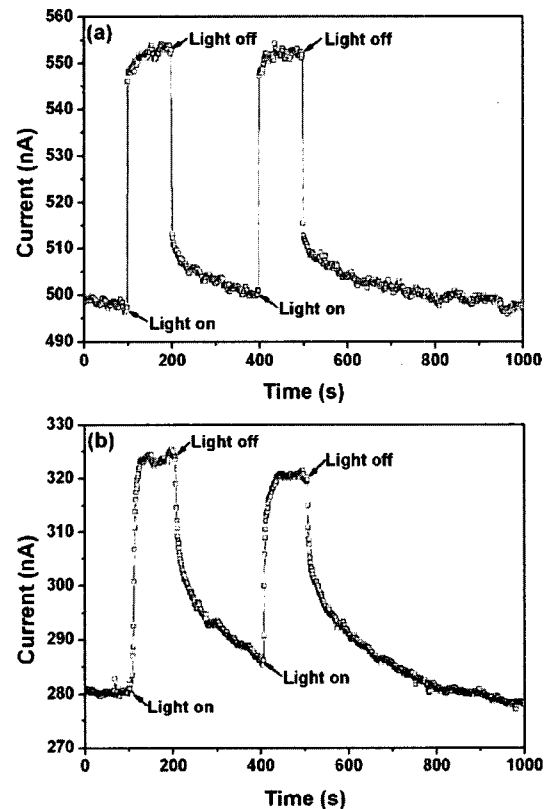 (a)
560
550
540
530
520
510
500
490
Current (nA)
Light off
Light off
Light on
Light on
0 200 400 600 800 1000
Time (s)
(b)
330
320
310
300
290
280
270
Current (nA)
Light off
Light off
Light on
Light on
0 200 400 600 800 1000
Time (s)